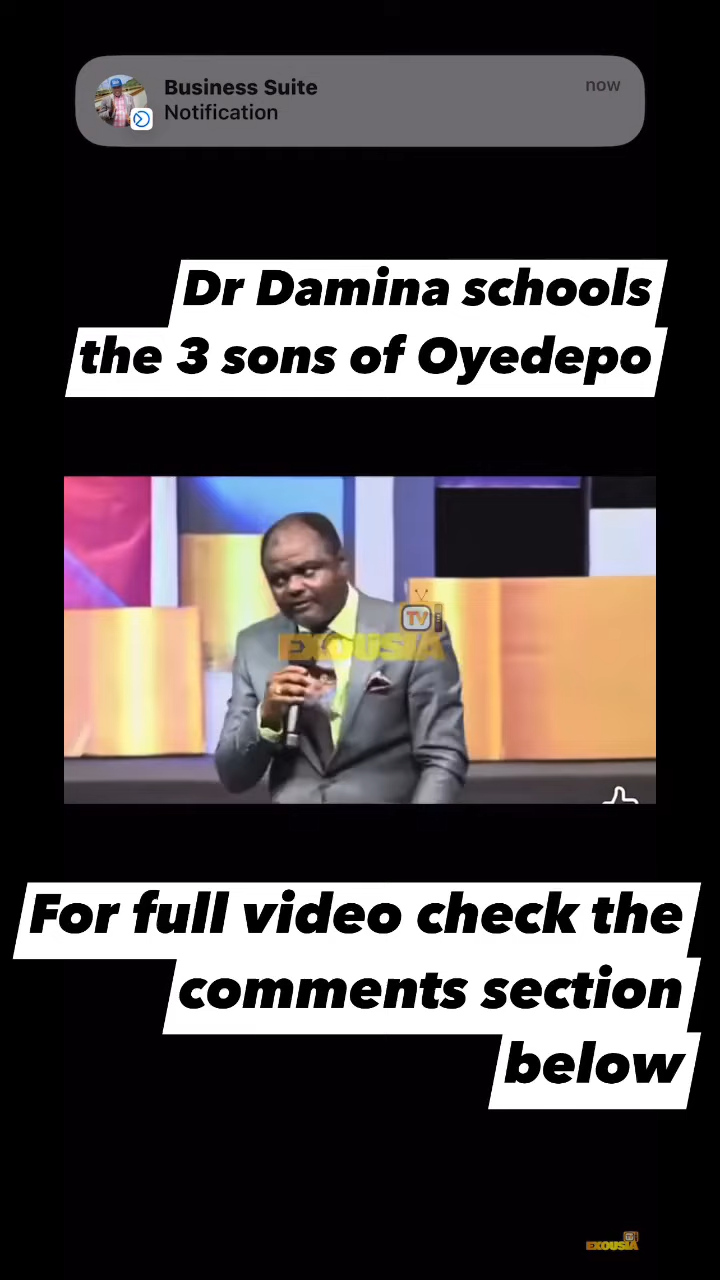 Business Suite
now
Notification
Dr Damina schools
the 3 sons of Oyedepo
TV
EXOUSIA
For full video check the
comments section
below
EXOUSIA